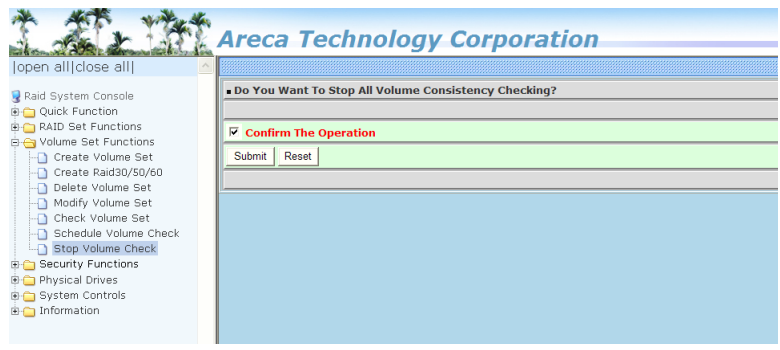 Areca Technology Corporation
|open all|close all|
Raid System Console
Quick Function
RAID Set Functions
Volume Set Functions
Create Volume Set
Create Raid30/50/60
Delete Volume Set
Modify Volume Set
Check Volume Set
Schedule Volume Check
Stop Volume Check
Security Functions
Physical Drives
System Controls
Information
Do You Want To Stop All Volume Consistency Checking?
Confirm The Operation
Submit Reset